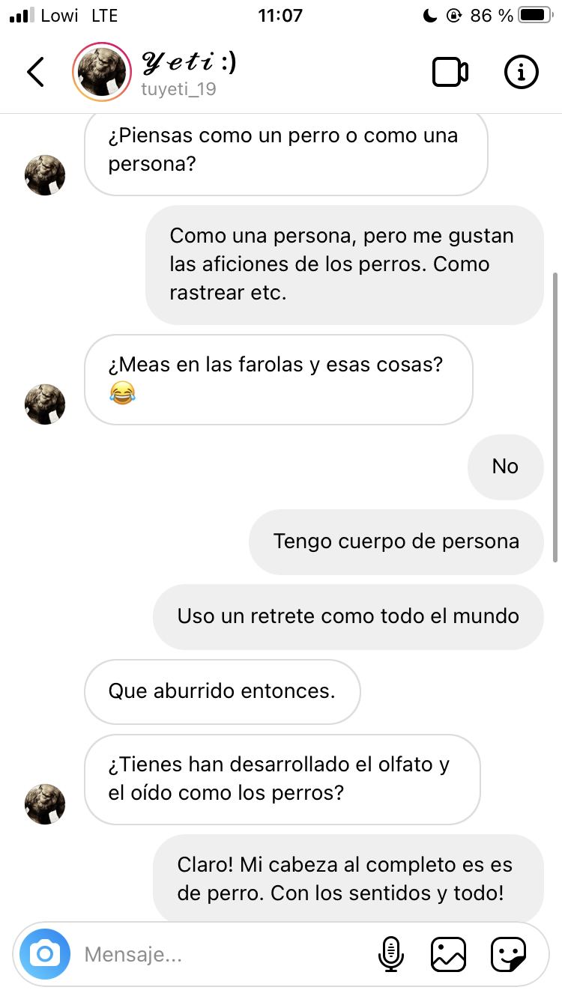 Lowi LTE 11:07 86 %
𝒴𝑒𝓉𝒾 :)
tuyeti_19
¿Piensas como un perro o como una
persona?
Como una persona, pero me gustan
las aficiones de los perros. Como
rastrear etc.
¿Meas en las farolas y esas cosas?
😂
No
Tengo cuerpo de persona
Uso un retrete como todo el mundo
Que aburrido entonces.
¿Tienes han desarrollado el olfato y
el oído como los perros?
Claro! Mi cabeza al completo es es
de perro. Con los sentidos y todo!
Mensaje...